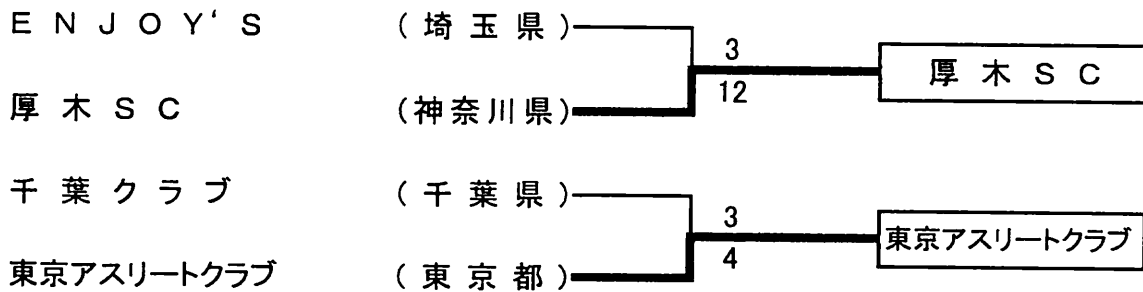 ENJOY'S (埼玉県)
3
厚木SC
12
厚木SC (神奈川県)
千葉クラブ (千葉県)
3
東京アスリートクラブ
4
東京アスリートクラブ (東京都)